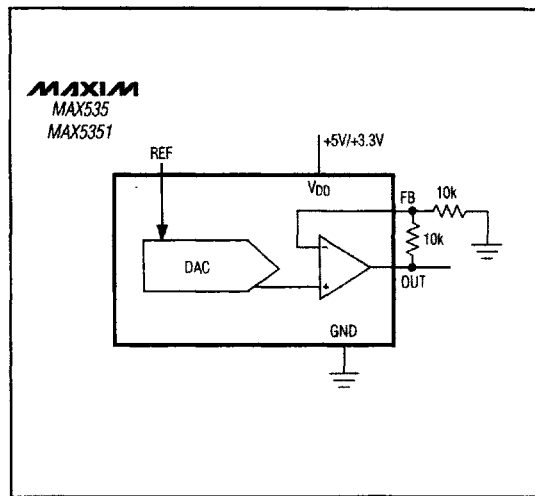 MAXIM
MAX535
MAX5351
REF
+5V/+3.3V
VDD
FB
10k
10k
DAC
-
+
OUT
GND